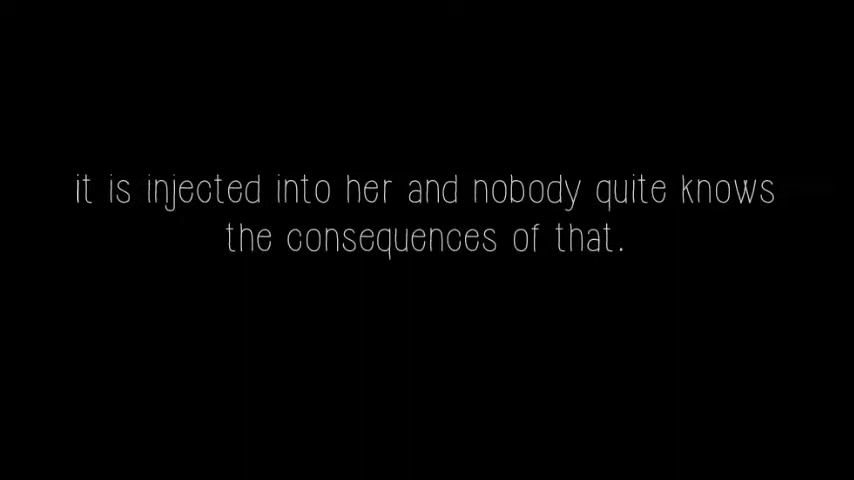 it is injected into her and nobody quite knows
the consequences of that.